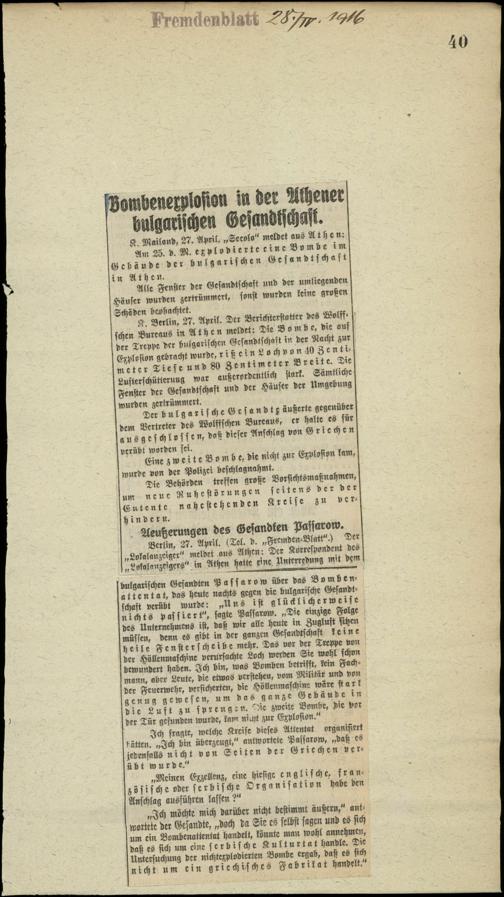 Fremdenblatt 28./IV. 1916
40
Bombenexplosion in der Athener
bulgarischen Gesandtschaft.
K. Mailand, 27. April. „Secolo" meldet aus Athen:
Am 25. d. M. explodierte eine Bombe im
Gebäude der bulgarischen Gesandtschaft
in Athen.
Alle Fenster der Gesandtschaft und der umliegenden
Häuser wurden zertrümmert, sonst wurden keine großen
Schäden beobachtet.
K. Berlin, 27. April. Der Berichterstatter des Wolff-
schen Bureaus in Athen meldet: Die Bombe, die auf
der Treppe der bulgarischen Gesandtschaft in der Nacht zur
Explosion gebracht wurde, riß ein Loch von 40 Zenti-
meter Tiefe und 80 Zentimeter Breite. Die
Lufterschütterung war außerordentlich stark. Sämtliche
Fenster der Gesandtschaft und der Häuser der Umgebung
wurden zertrümmert.
Der bulgarische Gesandte äußerte gegenüber
dem Vertreter des Wolffschen Bureaus, er halte es für
ausgeschlossen, daß dieser Anschlag von Griechen
verübt worden sei.
Eine zweite Bombe, die nicht zur Explosion kam,
wurde von der Polizei beschlagnahmt.
Die Behörden treffen große Vorsichtsmaßnahmen,
um neue Ruhestörungen seitens der der
Entente nahestehenden Kreise zu ver-
hindern.
Aeußerungen des Gesandten Passarow.
Berlin, 27. April. (Tel. d. „Fremden-Blatt".) Der
„Lokalanzeiger" meldet aus Athen: Der Korrespondent des
„Lokalanzeigers" in Athen hatte eine Unterredung mit dem
bulgarischen Gesandten Passarow über das Bomben-
attentat, das heute nachts gegen die bulgarische Gesandt-
schaft verübt wurde: „Uns ist glücklicherweise
nichts passiert", sagte Passarow. „Die einzige Folge
des Unternehmens ist, daß wir alle heute in Zugluft sitzen
müssen, denn es gibt in der ganzen Gesandtschaft keine
heile Fensterscheibe mehr. Das vor der Treppe von
der Höllenmaschine verursachte Loch werden Sie wohl schon
bewundert haben. Ich bin, was Bomben betrifft, kein Fach-
mann, aber Leute, die etwas verstehen, vom Militär und von
der Feuerwehr, versicherten, die Höllenmaschine wäre stark
genug gewesen, um das ganze Gebäude in
die Luft zu sprengen. Die zweite Bombe, die vor
der Tür gefunden wurde, kam nicht zur Explosion."
Ich fragte, welche Kreise dieses Attentat organisiert
hätten. „Ich bin überzeugt," antwortete Passarow, „daß es
jedenfalls nicht von Seiten der Griechen ver-
übt wurde."
„Meinen Exzellenz, eine hiesige englische, fran-
zösische oder serbische Organisation habe den
Anschlag ausführen lassen?"
„Ich möchte mich darüber nicht bestimmt äußern," ant-
wortete der Gesandte, „doch da Sie es selbst sagen und es sich
um ein Bombenattentat handelt, könnte man wohl annehmen,
daß es sich um eine serbische Kulturtat handle. Die
Untersuchung der nichtexplodierten Bombe ergab, daß es sich
nicht um ein griechisches Fabrikat handelt."